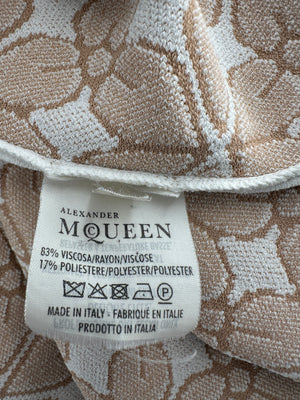 ALEXANDER
MCQUEEN
83% VISCOSA/RAYON/VISCOSE
17% POLIESTERE/POLYESTER/POLYESTER
MADE IN ITALY - FABRIQUÉ EN ITALIE
PRODOTTO IN ITALIA